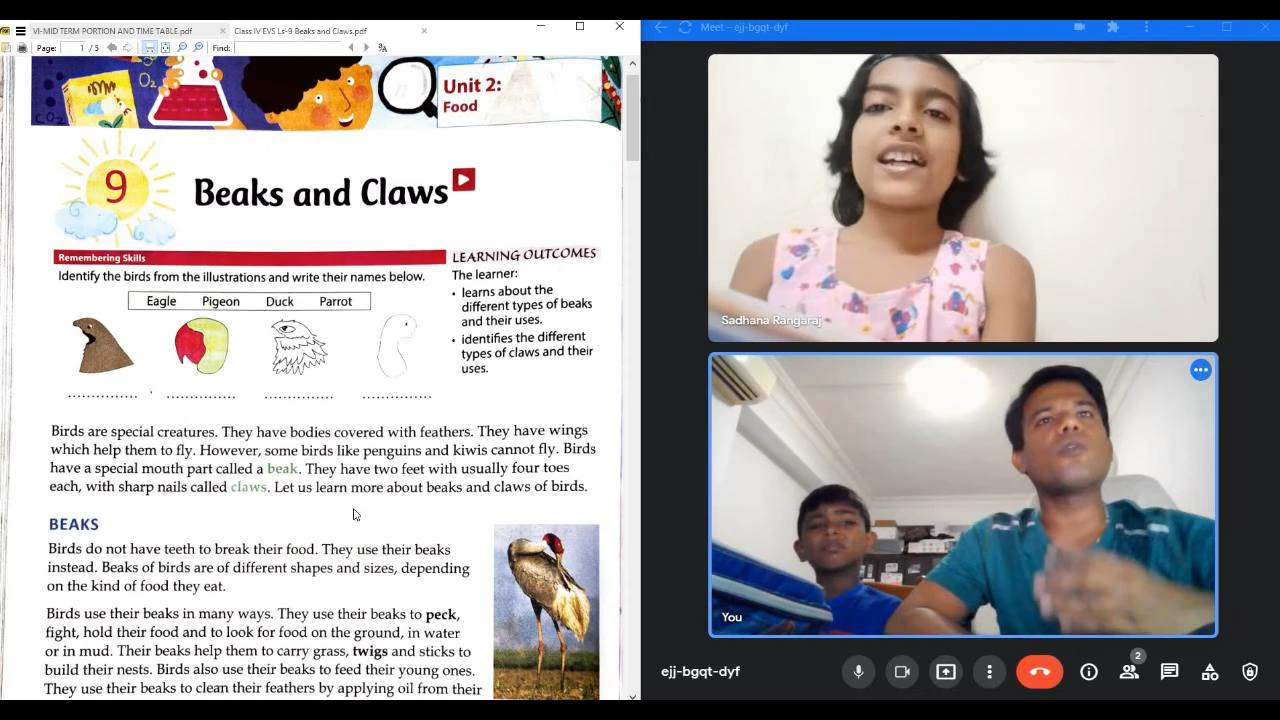 VI-MID TERM PORTION AND TIME TABLE.pdf
Class IV EVS Ls-9 Beaks and Claws.pdf
Page: 1 / 5
Find:
Unit 2:
Food
O2
CO2
9
Beaks and Claws
Remembering Skills
Identify the birds from the illustrations and write their names below.
Eagle Pigeon Duck Parrot
LEARNING OUTCOMES
The learner:
• learns about the
different types of beaks
and their uses.
• identifies the different
types of claws and their
uses.
Birds are special creatures. They have bodies covered with feathers. They have wings
which help them to fly. However, some birds like penguins and kiwis cannot fly. Birds
have a special mouth part called a beak. They have two feet with usually four toes
each, with sharp nails called claws. Let us learn more about beaks and claws of birds.
BEAKS
Birds do not have teeth to break their food. They use their beaks
instead. Beaks of birds are of different shapes and sizes, depending
on the kind of food they eat.
Birds use their beaks in many ways. They use their beaks to peck,
fight, hold their food and to look for food on the ground, in water
or in mud. Their beaks help them to carry grass, twigs and sticks to
build their nests. Birds also use their beaks to feed their young ones.
They use their beaks to clean their feathers by applying oil from their
Meet – ejj-bgqt-dyf
Sadhana Rangaraj
You
ejj-bgqt-dyf
2